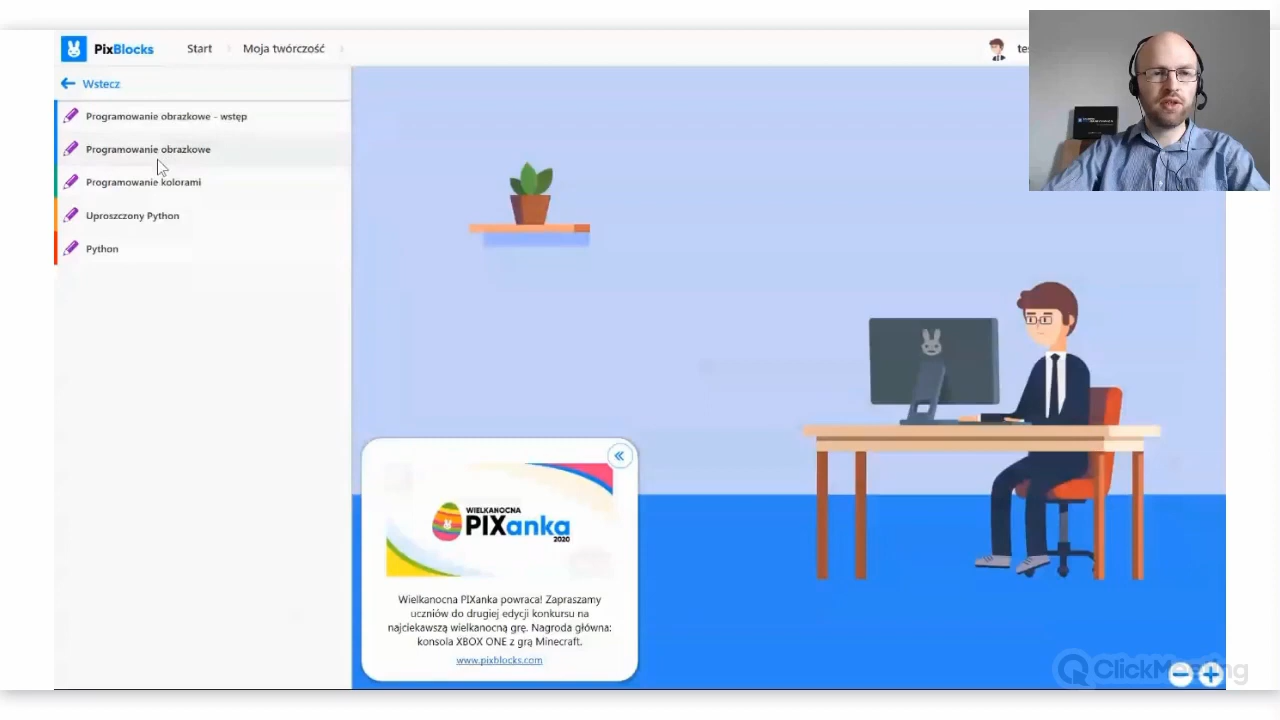 PixBlocks
Start
Moja twórczość
Wstecz
Programowanie obrazkowe - wstęp
Programowanie obrazkowe
Programowanie kolorami
Uproszczony Python
Python
WIELKANOCNA
PIXanka
2020
Wielkanocna PIXanka powraca! Zapraszamy
uczniów do drugiej edycji konkursu na
najciekawszą wielkanocną grę. Nagroda główna:
konsola XBOX ONE z grą Minecraft.
www.pixblocks.com
ClickMeeting